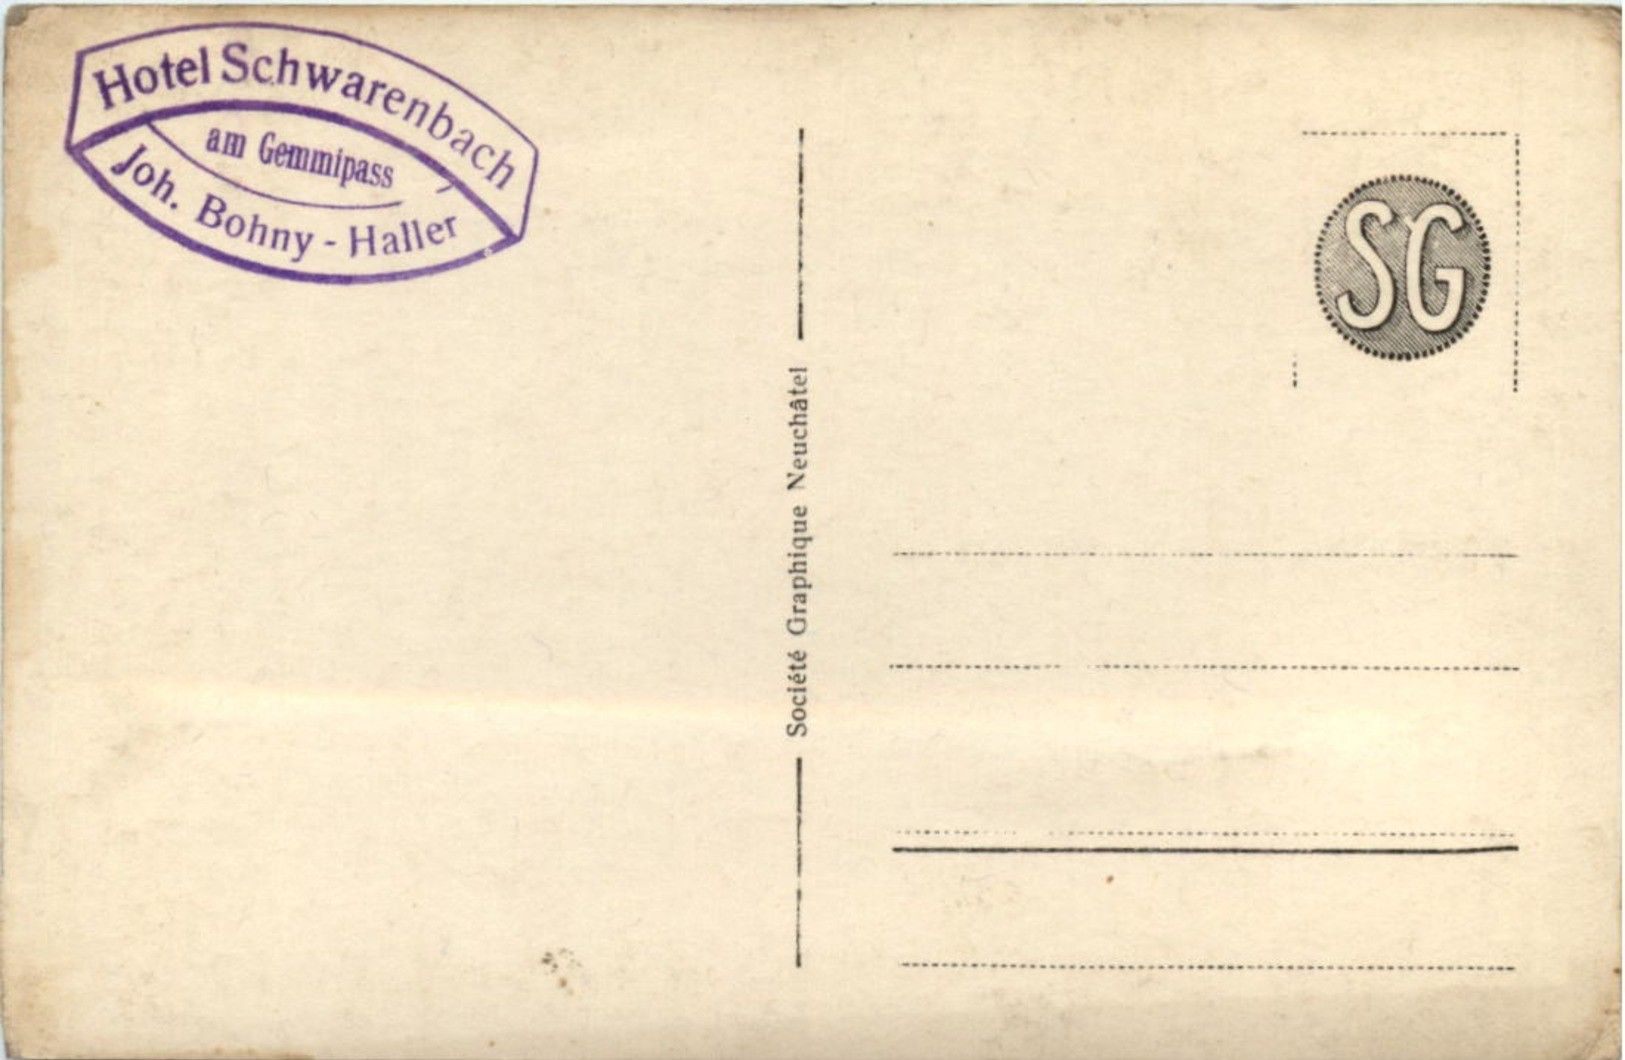 Hotel Schwarenbach
am Gemmipass
Joh. Bohny - Haller
Société Graphique Neuchâtel
SG